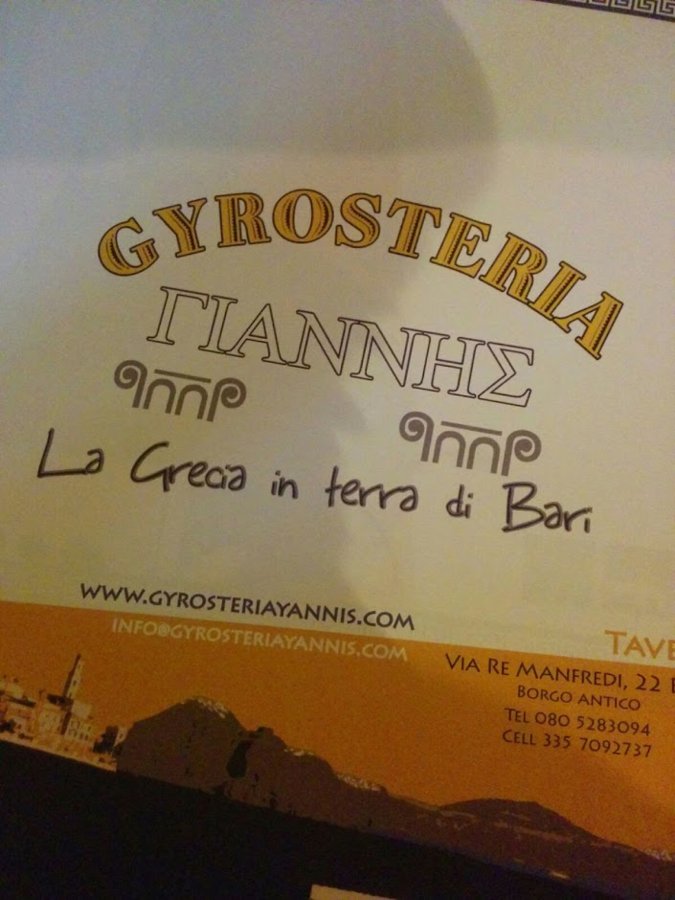 GYROSTERIA
ΓΙΑΝΝΗΣ
La Grecia in terra di Bari
WWW.GYROSTERIAYANNIS.COM
INFO@GYROSTERIAYANNIS.COM
VIA RE MANFREDI, 22
BORGO ANTICO
TEL 080 5283094
CELL 335 7092737